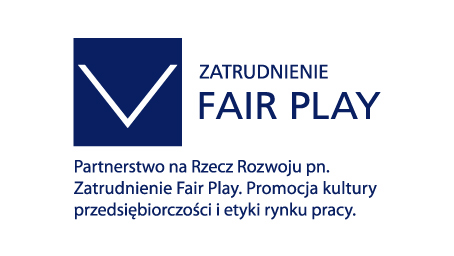 ZATRUDNIENIE
FAIR PLAY
Partnerstwo na Rzecz Rozwoju pn.
Zatrudnienie Fair Play. Promocja kultury
przedsiębiorczości i etyki rynku pracy.